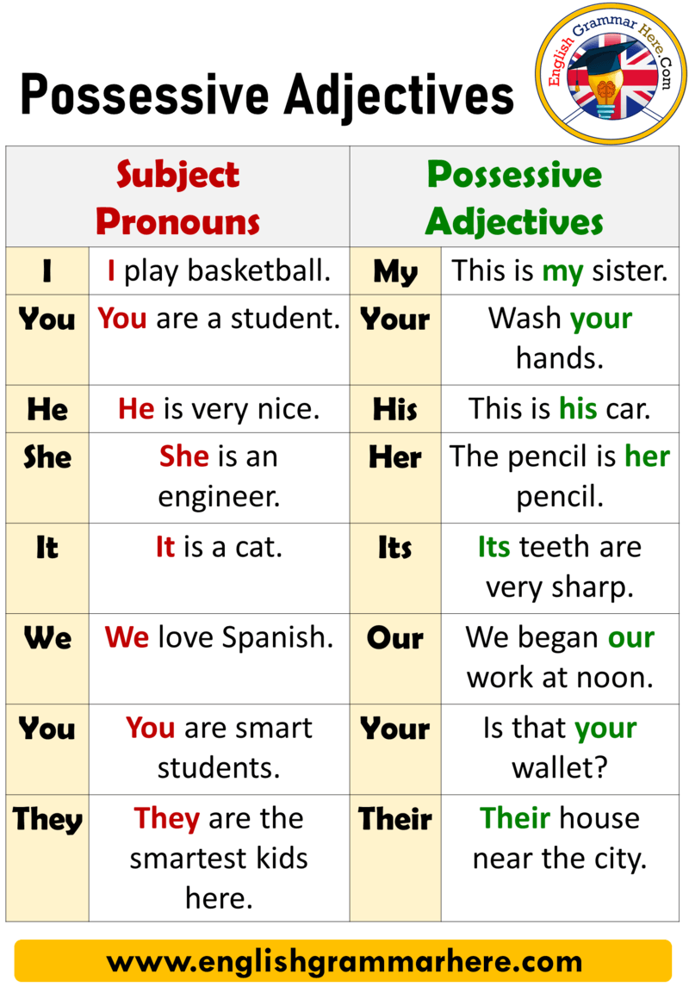 Possessive Adjectives
English Grammar Here.Com
Subject
Pronouns
Possessive
Adjectives
I
I play basketball.
My
This is my sister.
You
You are a student.
Your
Wash your
hands.
He
He is very nice.
His
This is his car.
She
She is an
engineer.
Her
The pencil is her
pencil.
It
It is a cat.
Its
Its teeth are
very sharp.
We
We love Spanish.
Our
We began our
work at noon.
You
You are smart
students.
Your
Is that your
wallet?
They
They are the
smartest kids
here.
Their
Their house
near the city.
www.englishgrammarhere.com